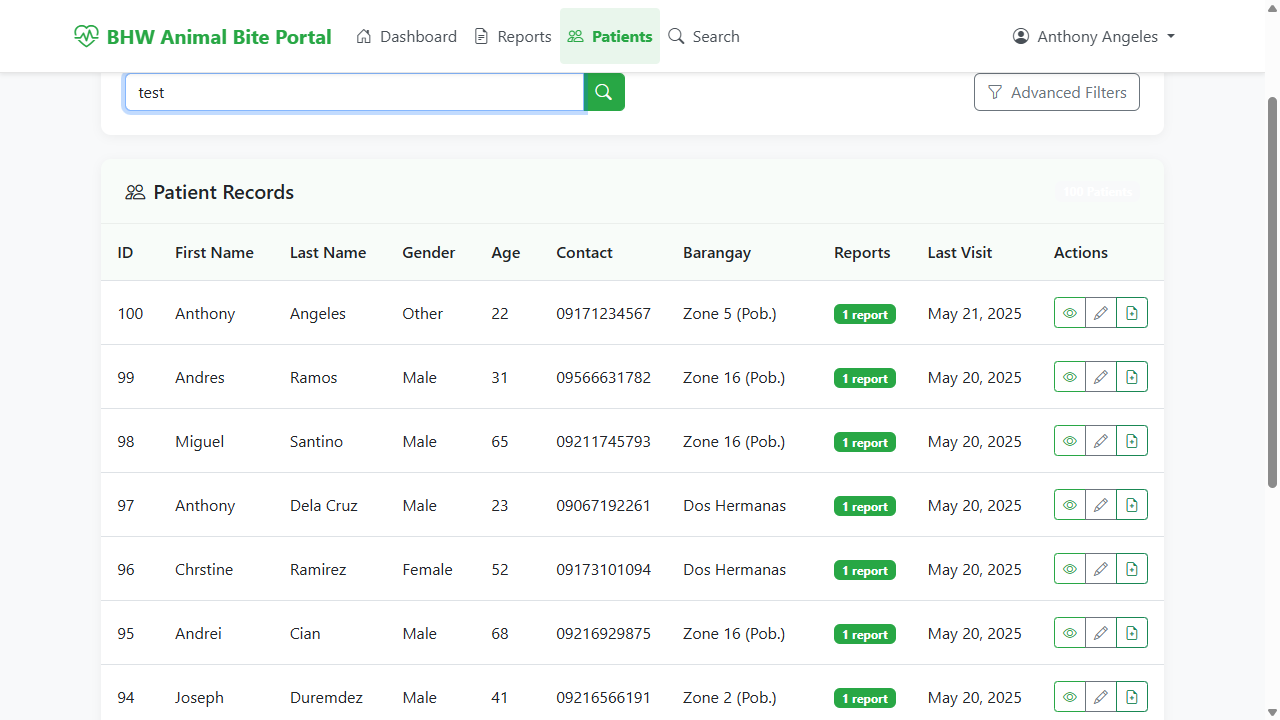 BHW Animal Bite Portal Dashboard Reports Patients Search Anthony Angeles
test Advanced Filters
Patient Records 100 Patients
ID First Name Last Name Gender Age Contact Barangay Reports Last Visit Actions
100 Anthony Angeles Other 22 09171234567 Zone 5 (Pob.) 1 report May 21, 2025
99 Andres Ramos Male 31 09566631782 Zone 16 (Pob.) 1 report May 20, 2025
98 Miguel Santino Male 65 09211745793 Zone 16 (Pob.) 1 report May 20, 2025
97 Anthony Dela Cruz Male 23 09067192261 Dos Hermanas 1 report May 20, 2025
96 Chrstine Ramirez Female 52 09173101094 Dos Hermanas 1 report May 20, 2025
95 Andrei Cian Male 68 09216929875 Zone 16 (Pob.) 1 report May 20, 2025
94 Joseph Duremdez Male 41 09216566191 Zone 2 (Pob.) 1 report May 20, 2025